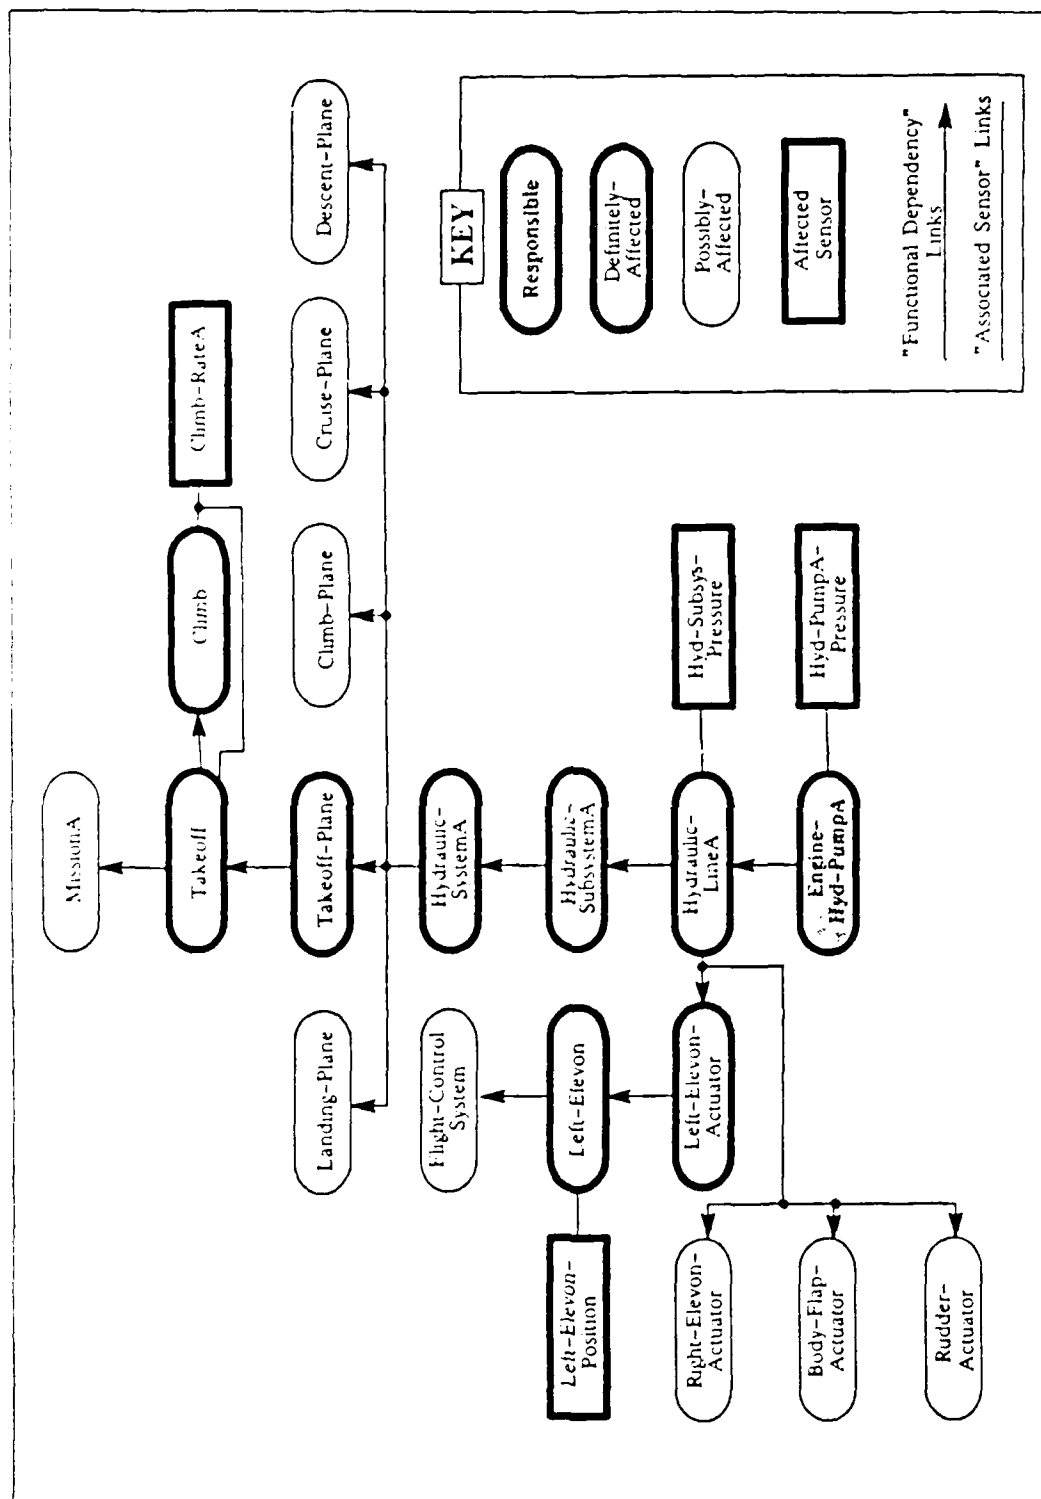 MissionA
Takeoff
Climb
Climb-RateA
Landing-Plane
Takeoff-Plane
Climb-Plane
Cruise-Plane
Descent-Plane
Flight-Control
System
Hydraulic-
SystemA
Left-Elevon-
Position
Left-Elevon
Hydraulic-
SubsystemA
Right-Elevon-
Actuator
Left-Elevon-
Actuator
Hydraulic-
LineA
Hyd-Subsys-
Pressure
Body-Flap-
Actuator
Engine-
Hyd-PumpA
Hyd-PumpA-
Pressure
Rudder-
Actuator
KEY
Responsible
Definitely-
Affected
Possibly-
Affected
Affected
Sensor
"Functional Dependency"
Links
"Associated Sensor" Links